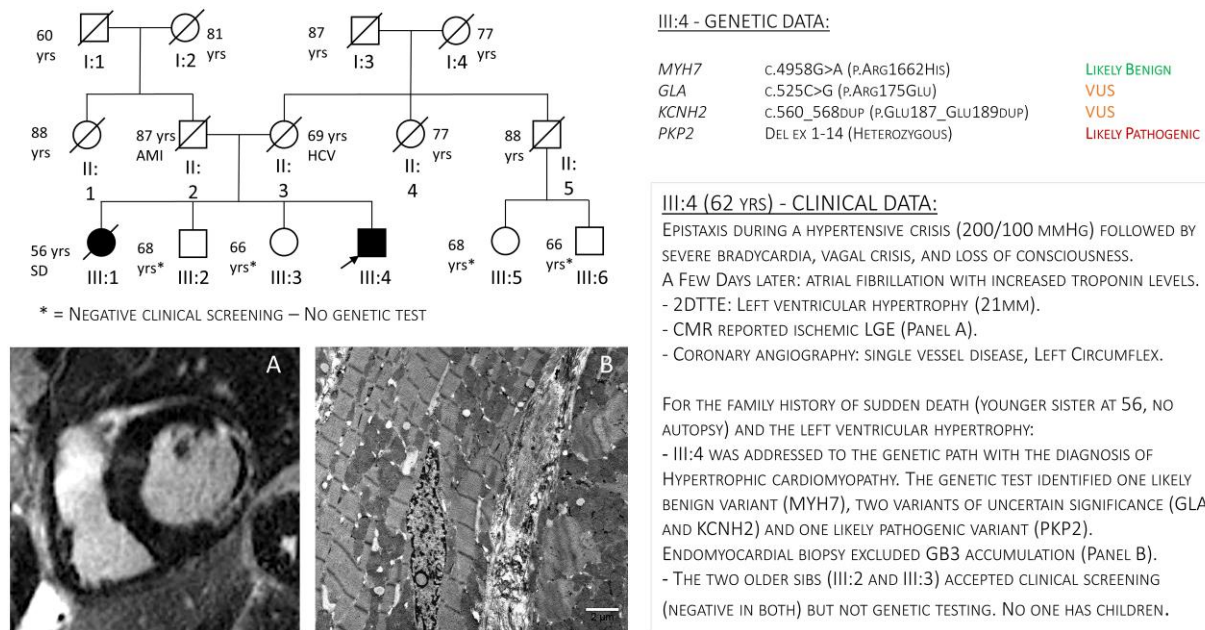 60
yrs
I:1
I:2
81
yrs
87
yrs
I:3
I:4
77
yrs
88
yrs
II:
1
87 yrs
AMI
II:
2
69 yrs
HCV
II:
3
77
yrs
II:
4
88
yrs
II:
5
56 yrs
SD
III:1
68
yrs*
III:2
66
yrs*
III:3
III:4
68
yrs*
III:5
66
yrs*
III:6
* = Negative clinical screening – No genetic test
A
B
2 µm
III:4 - GENETIC DATA:
MYH7 c.4958G>A (p.Arg1662His) Likely Benign
GLA c.525C>G (p.Arg175Glu) VUS
KCNH2 c.560_568dup (p.Glu187_Glu189dup) VUS
PKP2 Del ex 1-14 (Heterozygous) Likely Pathogenic
III:4 (62 yrs) - CLINICAL DATA:
Epistaxis during a hypertensive crisis (200/100 mmHg) followed by
severe bradycardia, vagal crisis, and loss of consciousness.
A Few Days later: atrial fibrillation with increased troponin levels.
- 2DTTE: Left ventricular hypertrophy (21mm).
- CMR reported ischemic LGE (Panel A).
- Coronary angiography: single vessel disease, Left Circumflex.
For the family history of sudden death (younger sister at 56, no
autopsy) and the left ventricular hypertrophy:
- III:4 was addressed to the genetic path with the diagnosis of
Hypertrophic cardiomyopathy. The genetic test identified one likely
benign variant (MYH7), two variants of uncertain significance (GLA
and KCNH2) and one likely pathogenic variant (PKP2).
Endomyocardial biopsy excluded GB3 accumulation (Panel B).
- The two older sibs (III:2 and III:3) accepted clinical screening
(negative in both) but not genetic testing. No one has children.